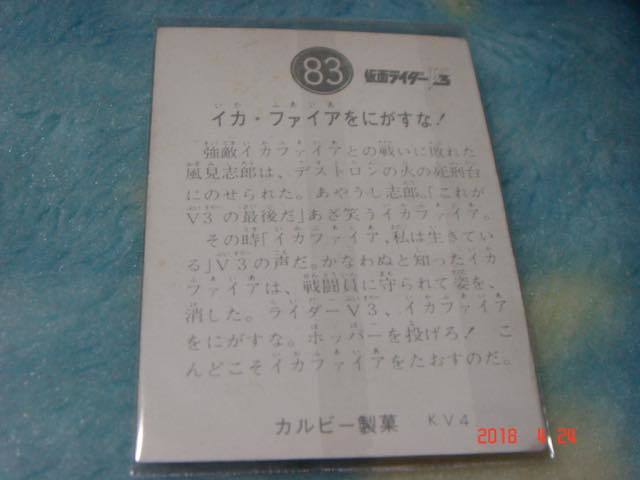 83
仮面ライダー V3
イカ・ファイアをにがすな!
強敵イカファイアとの戦いに敗れた
風見志郎は、デストロンの火の死刑台
にのせられた。あやうし志郎。「これが
V3の最後だ」あざ笑うイカファイア。
その時「イカファイア、私は生きてい
る」V3の声だ。かなわぬと知ったイカ
ファイアは、戦闘員に守られて姿を、
消した。ライダーV3、イカファイア
をにがすな。ホッパーを投げろ! こ
んどこそイカファイアをたおすのだ。
カルビー製菓 KV4
2018 4 24